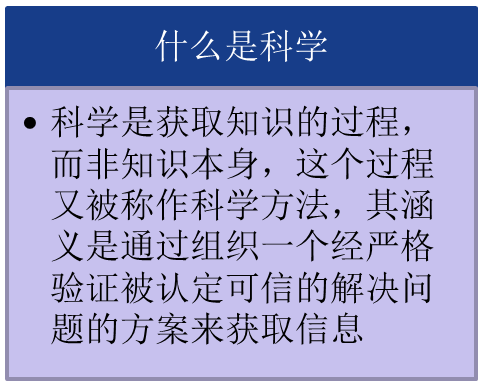 什么是科学
• 科学是获取知识的过程，
而非知识本身，这个过程
又被称作科学方法，其涵
义是通过组织一个经严格
验证被认定可信的解决问
题的方案来获取信息